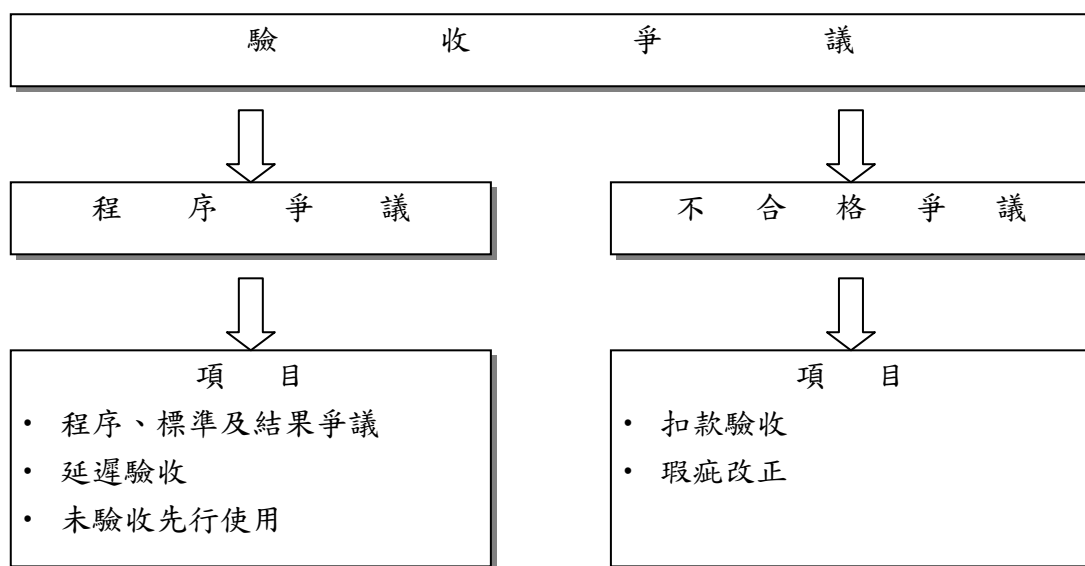 驗收爭議
程序爭議
不合格爭議
項目
• 程序、標準及結果爭議
• 延遲驗收
• 未驗收先行使用
項目
• 扣款驗收
• 瑕疵改正